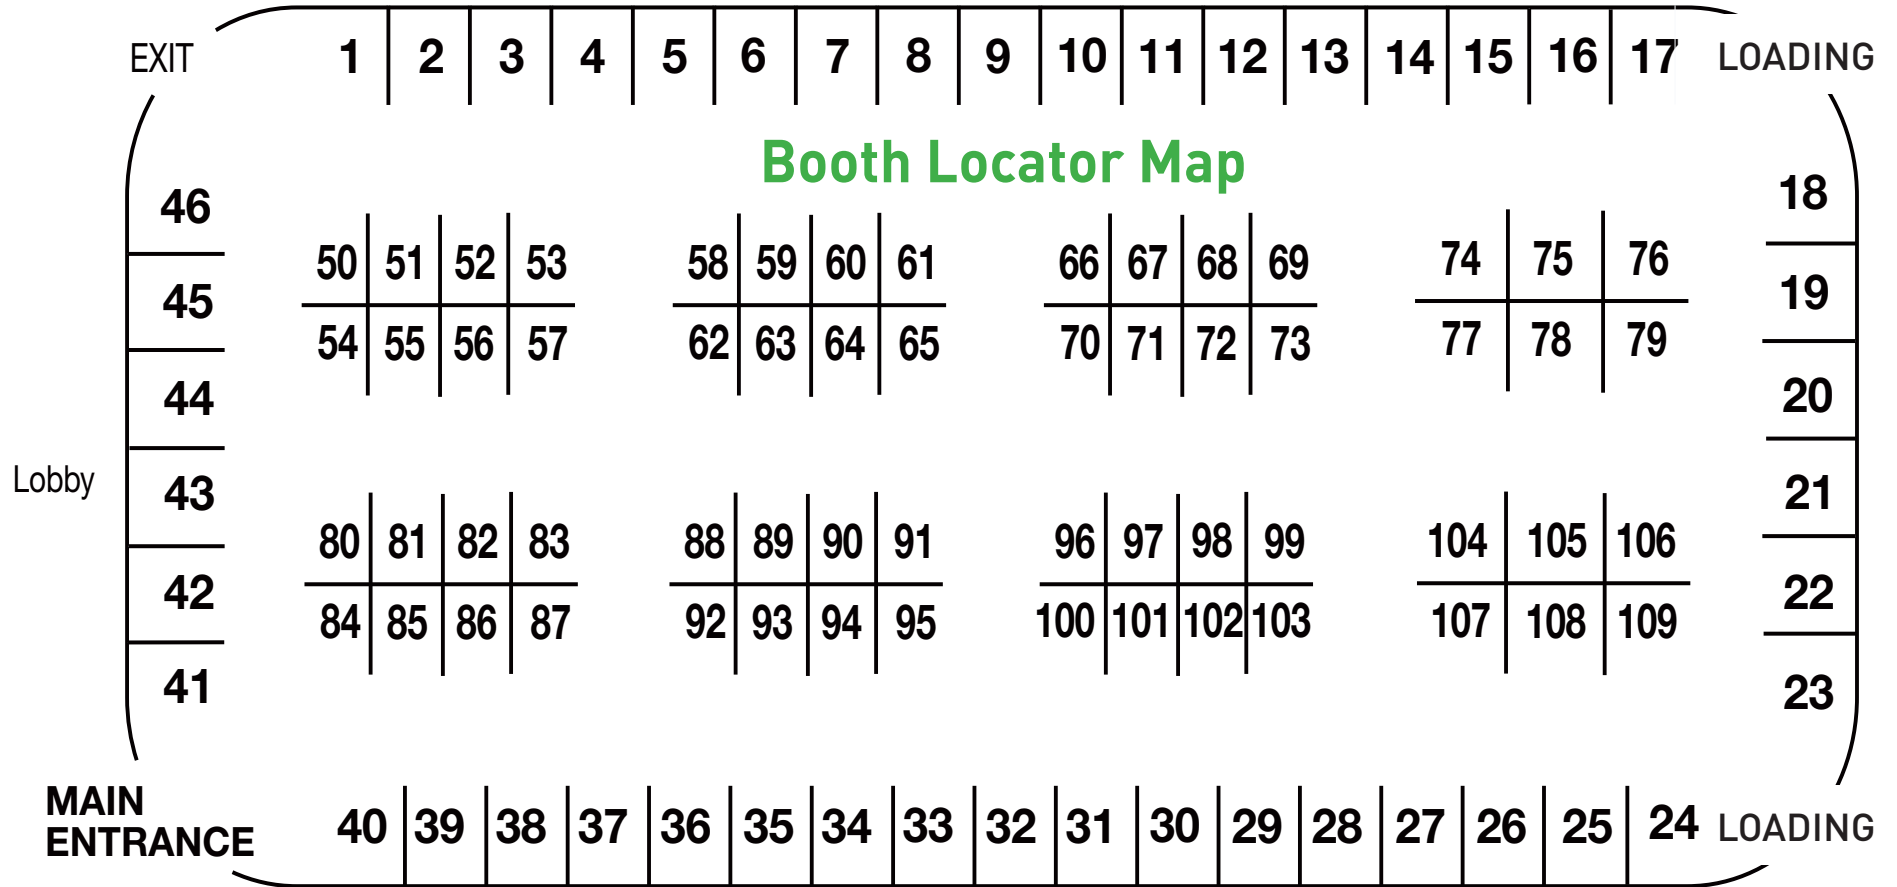 EXIT 1 2 3 4 5 6 7 8 9 10 11 12 13 14 15 16 17 LOADING
Booth Locator Map
46 18
50 51 52 53 58 59 60 61 66 67 68 69 74 75 76
45 19
54 55 56 57 62 63 64 65 70 71 72 73 77 78 79
44 20
Lobby 43 21
80 81 82 83 88 89 90 91 96 97 98 99 104 105 106
42 22
84 85 86 87 92 93 94 95 100 101 102 103 107 108 109
41 23
MAIN
ENTRANCE 40 39 38 37 36 35 34 33 32 31 30 29 28 27 26 25 24 LOADING